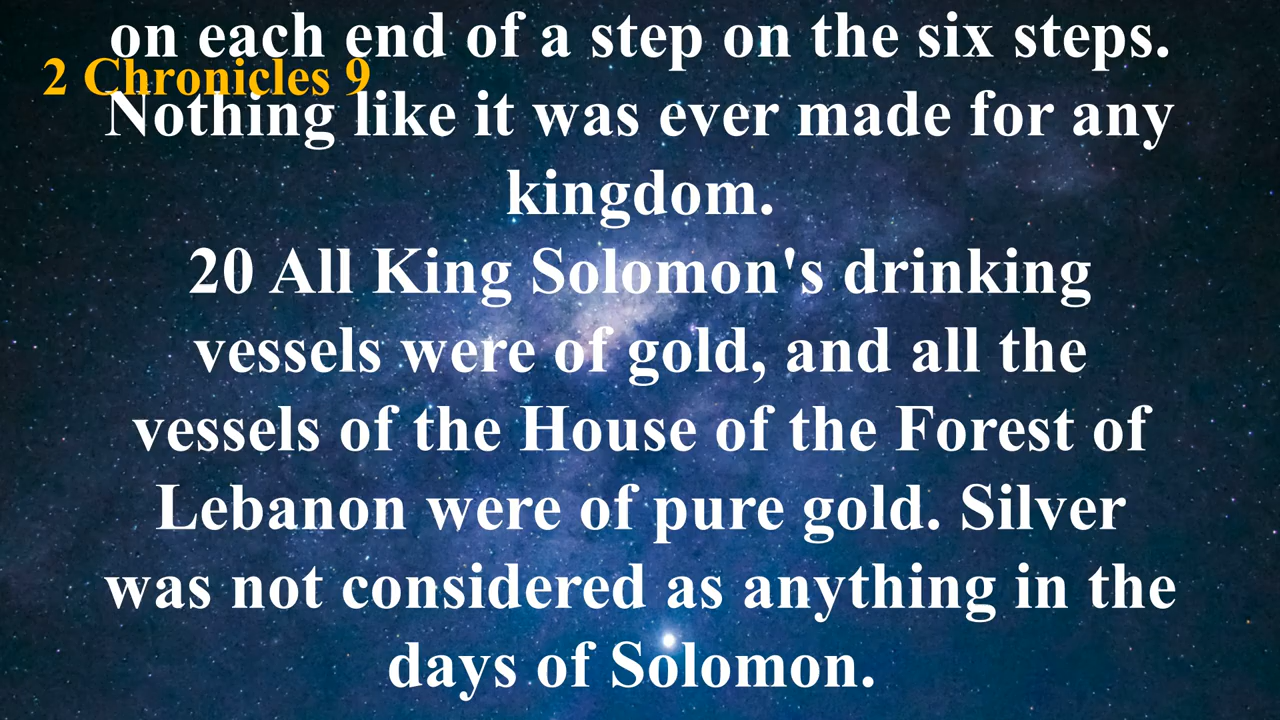 on each end of a step on the six steps.
2 Chronicles 9
Nothing like it was ever made for any
kingdom.
20 All King Solomon's drinking
vessels were of gold, and all the
vessels of the House of the Forest of
Lebanon were of pure gold. Silver
was not considered as anything in the
days of Solomon.